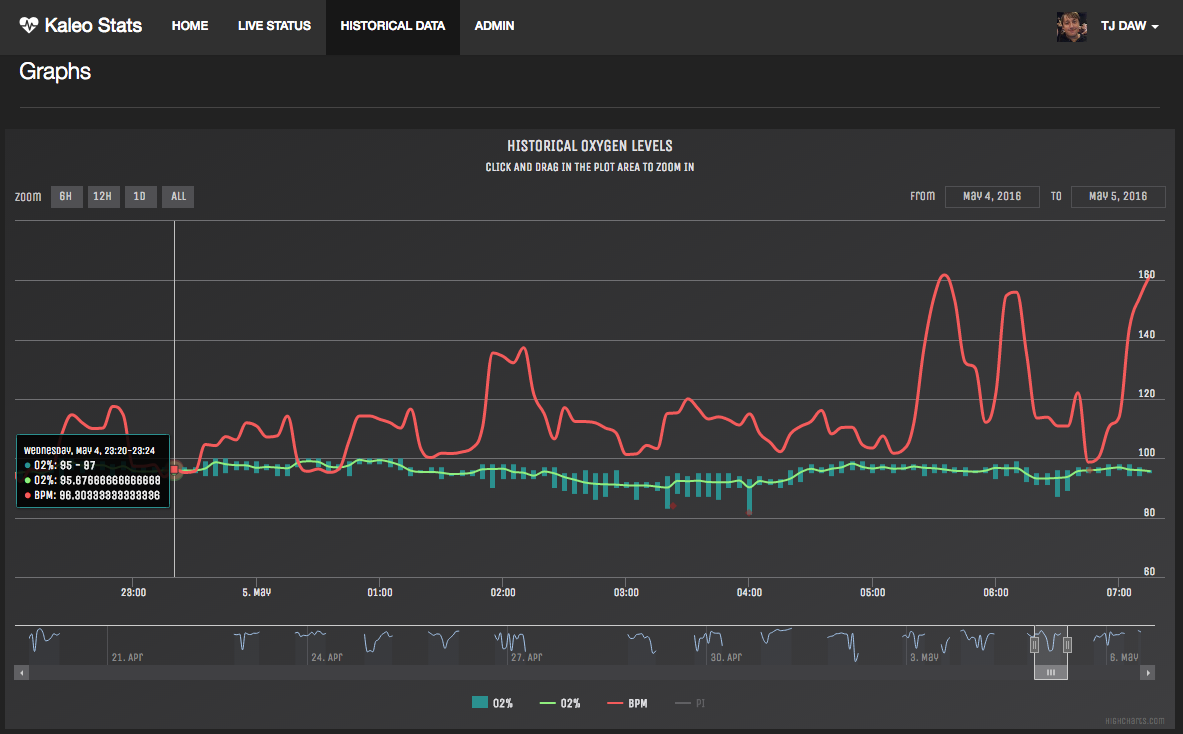 Kaleo Stats HOME LIVE STATUS HISTORICAL DATA ADMIN TJ DAW
Graphs
HISTORICAL OXYGEN LEVELS
CLICK AND DRAG IN THE PLOT AREA TO ZOOM IN
Zoom 6H 12H 1D ALL From May 4, 2016 To May 5, 2016
160
140
120
100
80
60
Wednesday, May 4, 23:20-23:24
O2%: 95 - 97
O2%: 95.67666666666668
BPM: 96.30333333333336
23:00 5. May 01:00 02:00 03:00 04:00 05:00 06:00 07:00
21. Apr 24. Apr 27. Apr 30. Apr 3. May 6. May
O2% O2% BPM PI
Highcharts.com